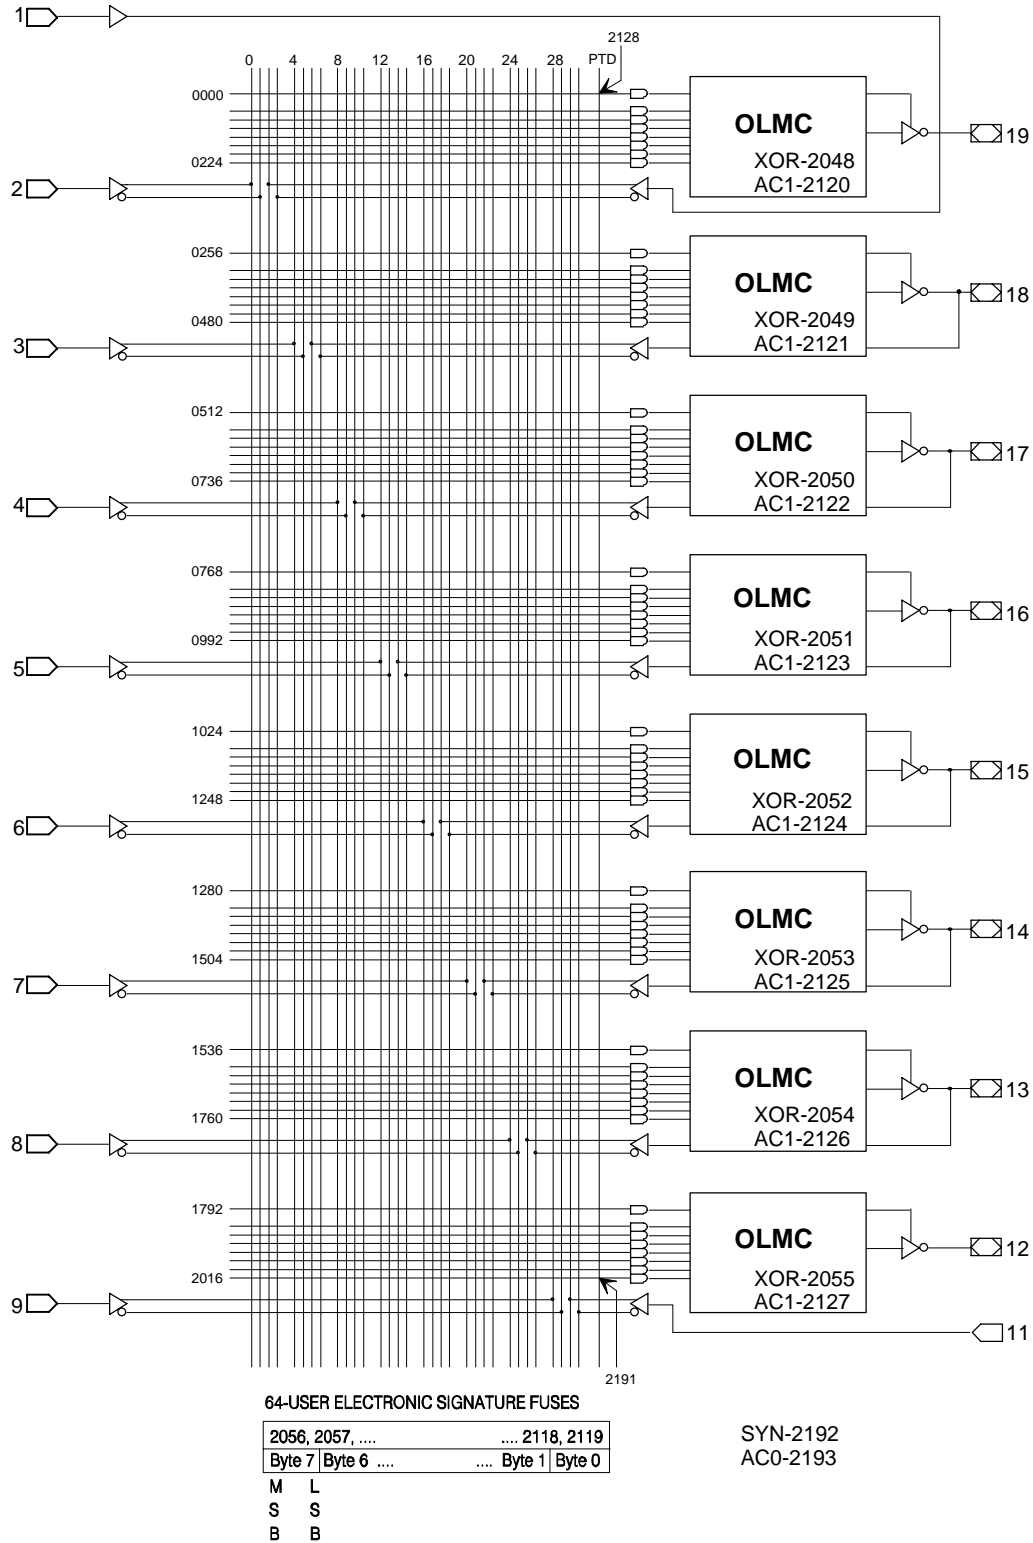 1
2128
0 4 8 12 16 20 24 28 PTD
0000
OLMC
19
XOR-2048
0224
AC1-2120
2
0256
OLMC
18
XOR-2049
0480
AC1-2121
3
0512
OLMC
17
XOR-2050
0736
AC1-2122
4
0768
OLMC
16
XOR-2051
0992
AC1-2123
5
1024
OLMC
15
XOR-2052
1248
AC1-2124
6
1280
OLMC
14
XOR-2053
1504
AC1-2125
7
1536
OLMC
13
XOR-2054
1760
AC1-2126
8
1792
OLMC
12
XOR-2055
2016
AC1-2127
9
11
2191
64-USER ELECTRONIC SIGNATURE FUSES
2056, 2057, .... .... 2118, 2119
Byte 7 Byte 6 .... .... Byte 1 Byte 0
M L
S S
B B
SYN-2192
AC0-2193